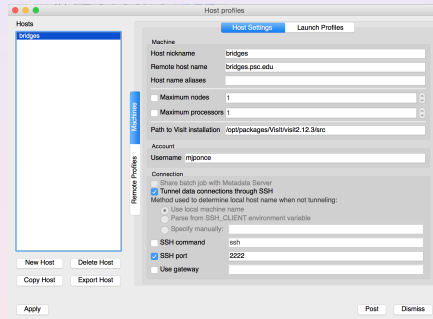 Host profiles
Hosts
bridges
New Host
Delete Host
Copy Host
Export Host
Machines
Remote Profiles
Host Settings
Launch Profiles
Machine
Host nickname bridges
Remote host name bridges.psc.edu
Host name aliases
Maximum nodes 1
Maximum processors 1
Path to VisIt installation /opt/packages/VisIt/visit2.12.3/src
Account
Username mjponce
Connection
Share batch job with Metadata Server
Tunnel data connections through SSH
Method used to determine local host name when not tunneling:
Use local machine name
Parse from SSH_CLIENT environment variable
Specify manually:
SSH command ssh
SSH port 2222
Use gateway
Apply
Post
Dismiss